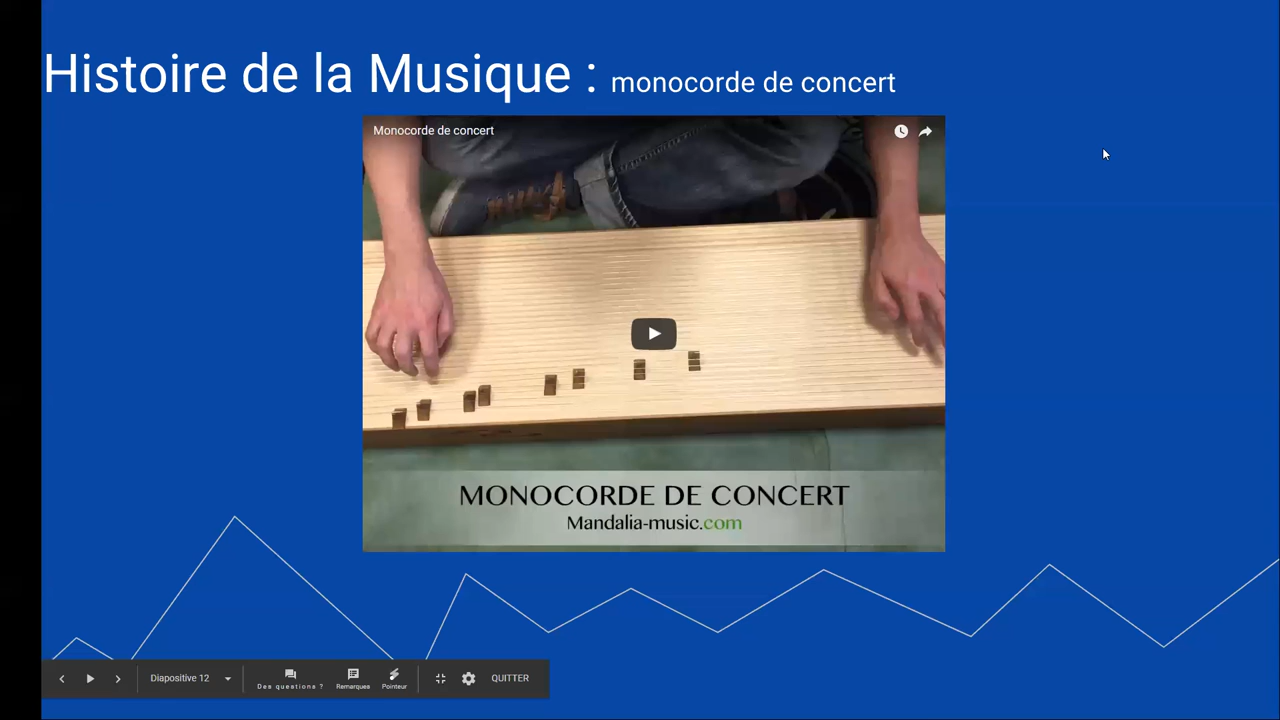 Histoire de la Musique : monocorde de concert
Monocorde de concert
MONOCORDE DE CONCERT
Mandalia-music.com
Diapositive 12
Des questions ?
Remarques
Pointeur
QUITTER